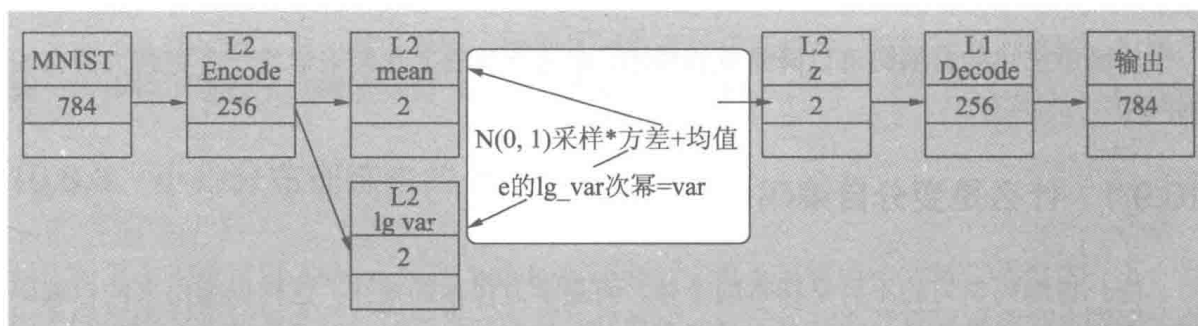 MNIST
784
L2
Encode
256
L2
mean
2
L2
lg var
2
N(0, 1)采样*方差+均值
e的lg_var次幂=var
L2
z
2
L1
Decode
256
输出
784